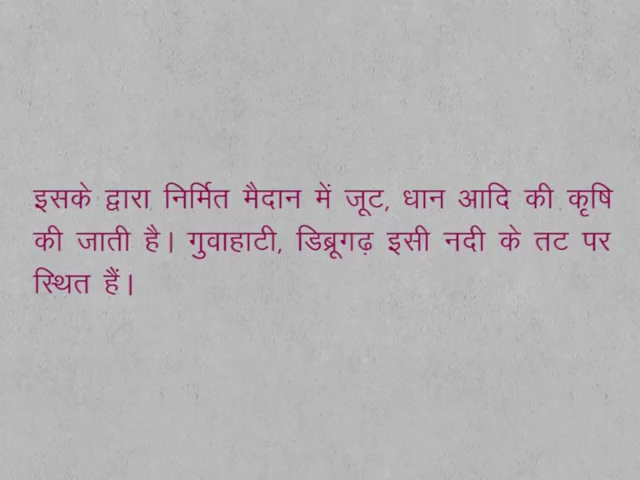 इसके द्वारा निर्मित मैदान में जूट, धान आदि की कृषि
की जाती है। गुवाहाटी, डिब्रूगढ़ इसी नदी के तट पर
स्थित हैं।